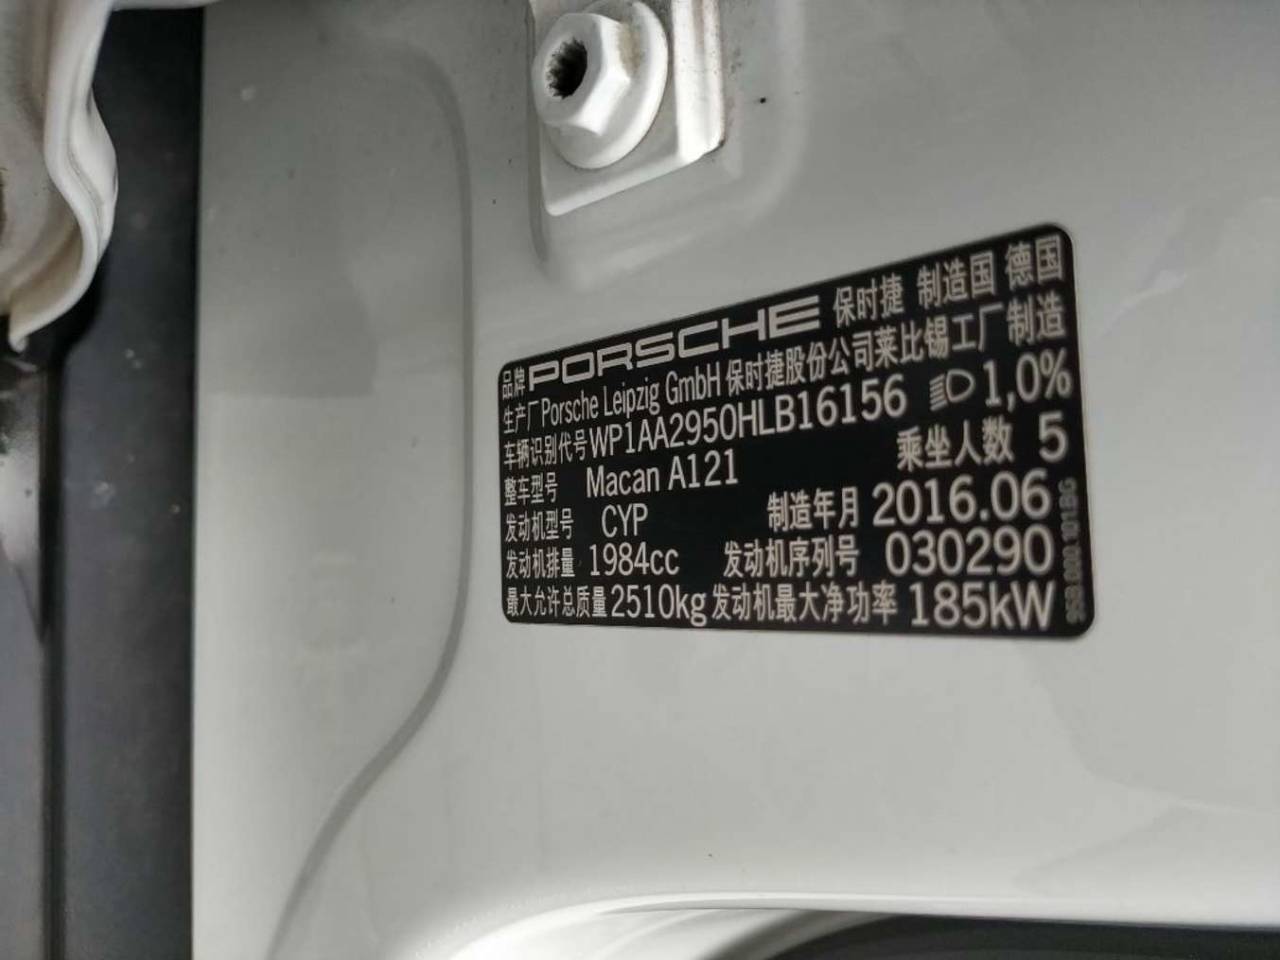 品牌 PORSCHE 保时捷 制造国 德国
生产厂 Porsche Leipzig GmbH 保时捷股份公司莱比锡工厂制造
车辆识别代号 WP1AA2950HLB16156 1,0%
整车型号 Macan A121 乘坐人数 5
发动机型号 CYP 制造年月 2016.06
发动机排量 1984cc 发动机序列号 030290
最大允许总质量 2510kg 发动机最大净功率 185kW
95B.000.101.BG